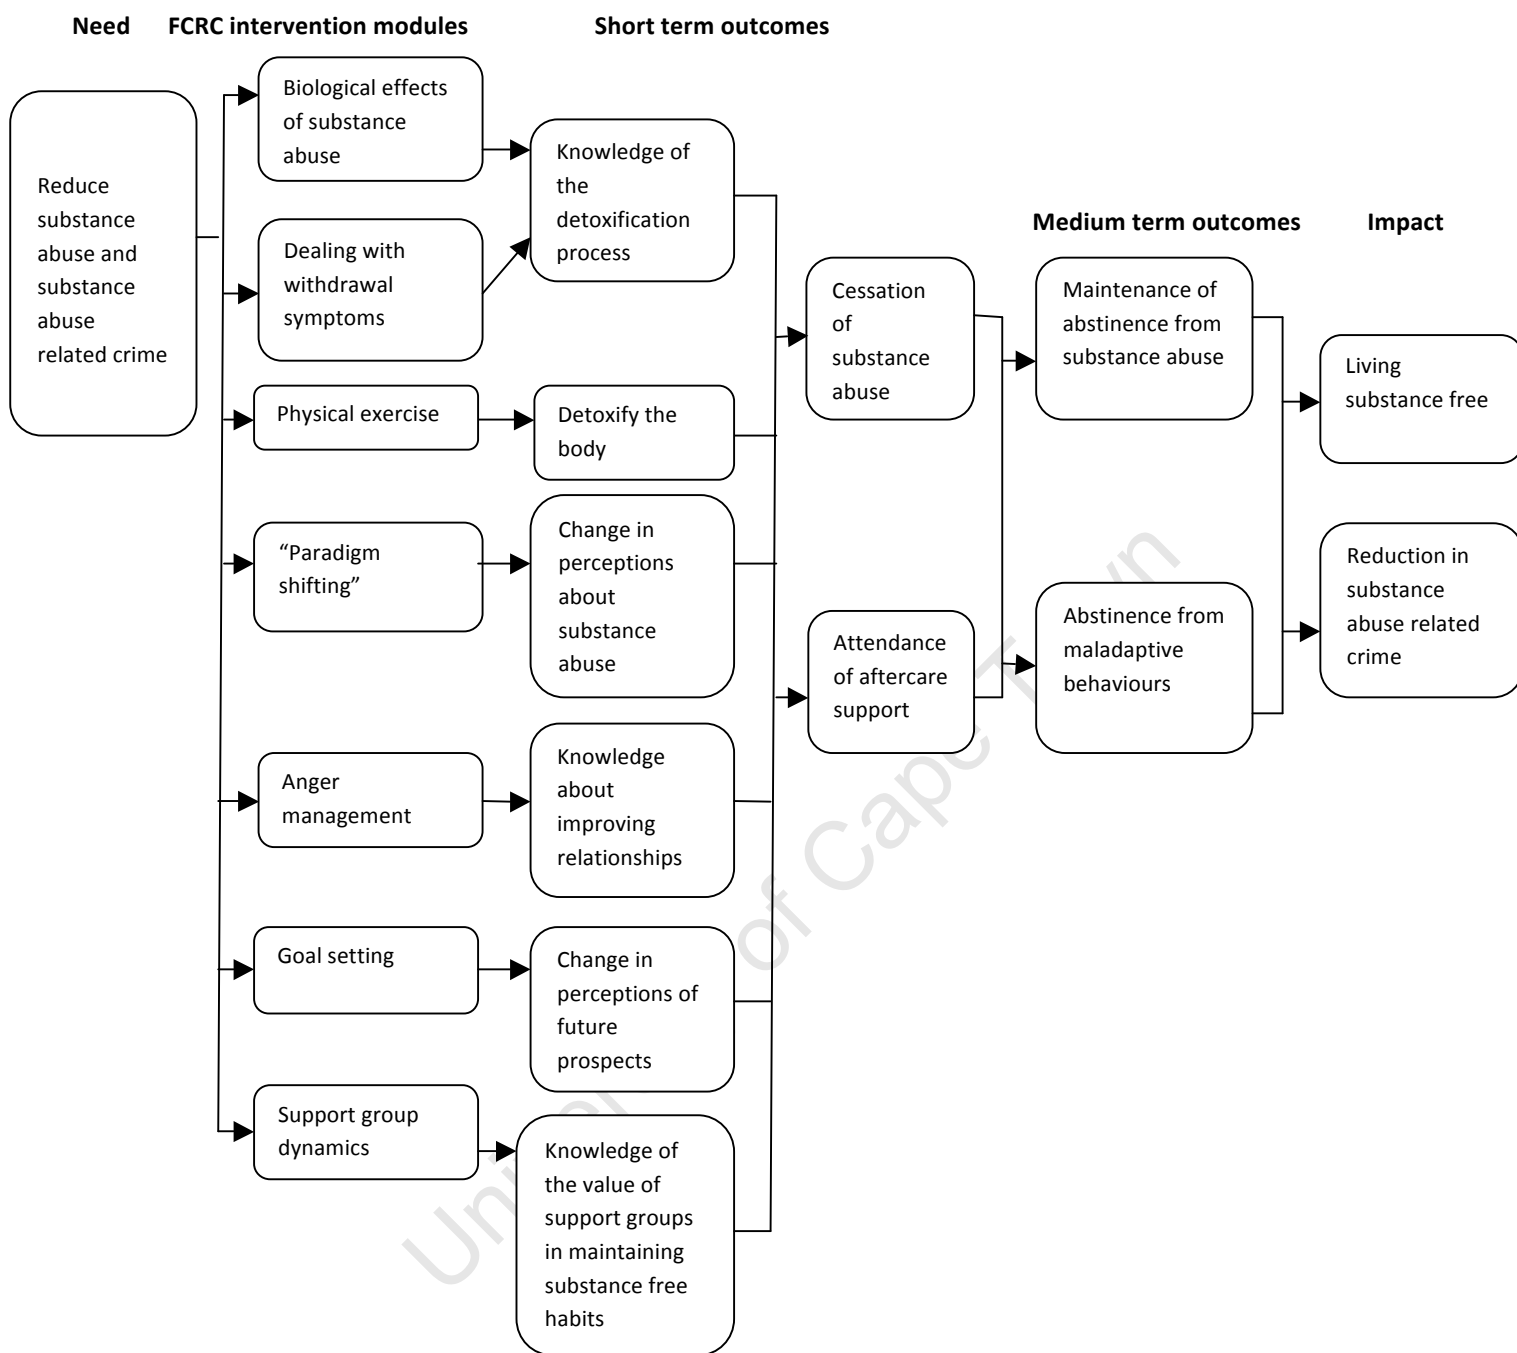 Need
FCRC intervention modules
Short term outcomes
Reduce
substance
abuse and
substance
abuse
related crime
Biological effects
of substance
abuse
Dealing with
withdrawal
symptoms
Physical exercise
“Paradigm
shifting”
Anger
management
Goal setting
Support group
dynamics
Knowledge of
the
detoxification
process
Detoxify the
body
Change in
perceptions
about
substance
abuse
Knowledge
about
improving
relationships
Change in
perceptions of
future
prospects
Knowledge of
the value of
support groups
in maintaining
substance free
habits
Cessation
of
substance
abuse
Attendance
of aftercare
support
Medium term outcomes
Maintenance of
abstinence from
substance abuse
Abstinence from
maladaptive
behaviours
Impact
Living
substance free
Reduction in
substance
abuse related
crime
University of Cape Town